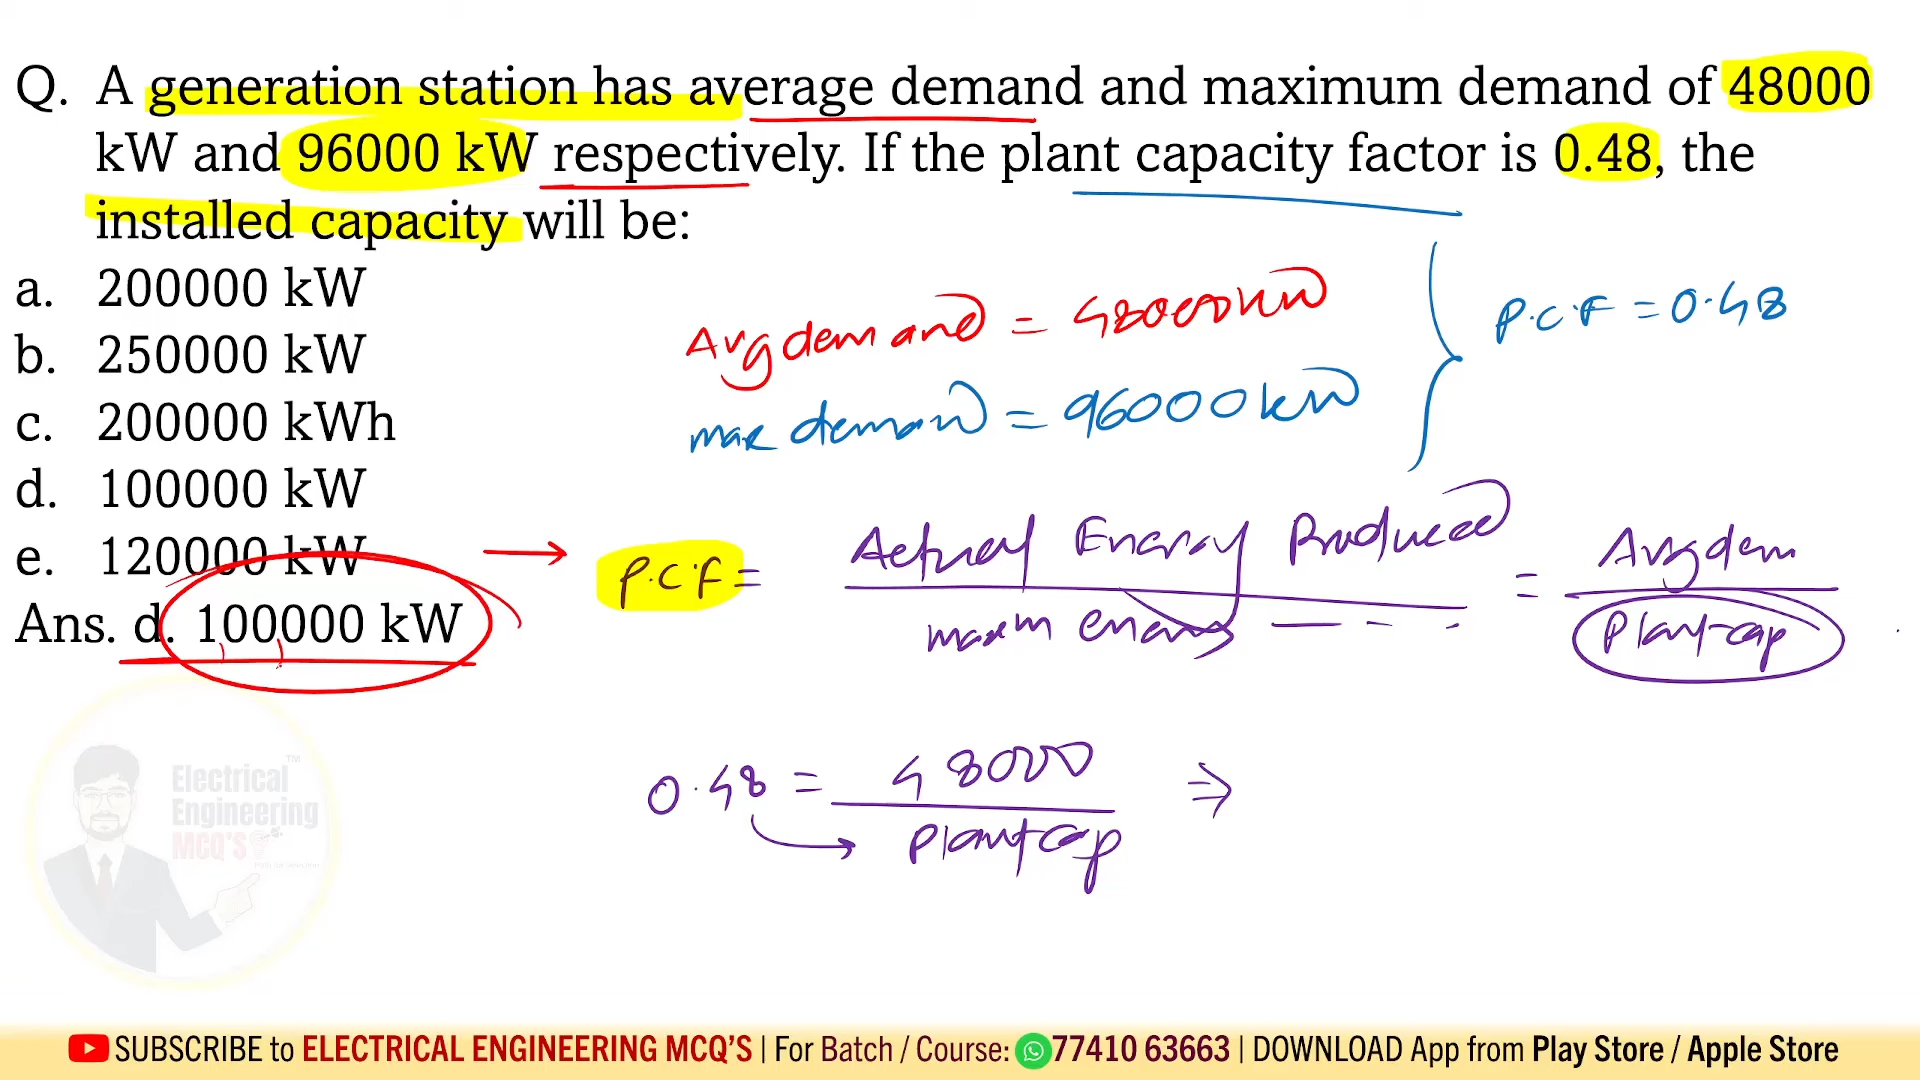 Q. A generation station has average demand and maximum demand of 48000
kW and 96000 kW respectively. If the plant capacity factor is 0.48, the
installed capacity will be:
a. 200000 kW
b. 250000 kW
c. 200000 kWh
d. 100000 kW
e. 120000 kW
Ans. d. 100000 kW
Avg demand = 48000 kW
max demand = 96000 kW
P.C.F = 0.48
P.C.F = Actual Energy Produced / maxm energy = Avg dem / Plant cap
0.48 = 48000 / Plant cap ⇒
Electrical
Engineering
MCQ'S
SUBSCRIBE to ELECTRICAL ENGINEERING MCQ'S | For Batch / Course: 77410 63663 | DOWNLOAD App from Play Store / Apple Store